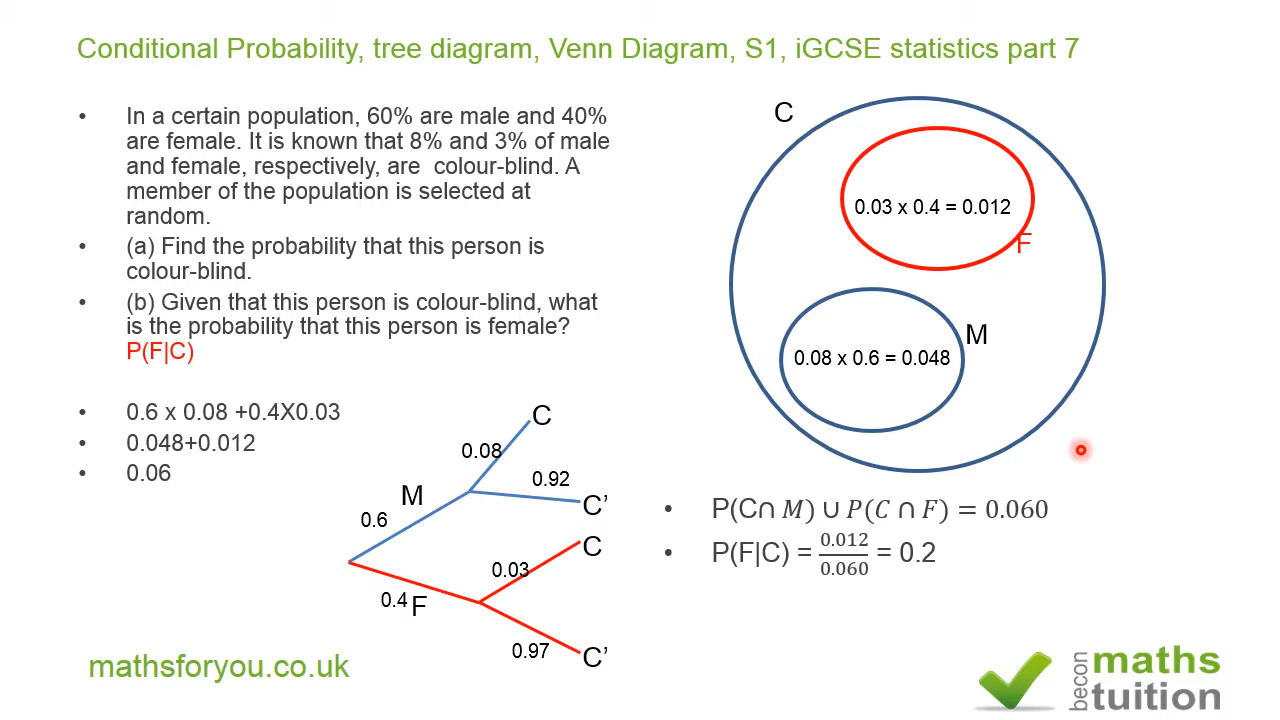 Conditional Probability, tree diagram, Venn Diagram, S1, iGCSE statistics part 7
• In a certain population, 60% are male and 40%
are female. It is known that 8% and 3% of male
and female, respectively, are colour-blind. A
member of the population is selected at
random.
• (a) Find the probability that this person is
colour-blind.
• (b) Given that this person is colour-blind, what
is the probability that this person is female?
P(F|C)
• 0.6 x 0.08 +0.4X0.03
• 0.048+0.012
• 0.06
C
0.08
0.92
M
C’
0.6
C
0.03
0.4
F
0.97
C’
C
0.03 x 0.4 = 0.012
F
M
0.08 x 0.6 = 0.048
• P(C∩ M) ∪ P(C ∩ F) = 0.060
• P(F|C) = 0.012/0.060 = 0.2
mathsforyou.co.uk
becon
maths
tuition